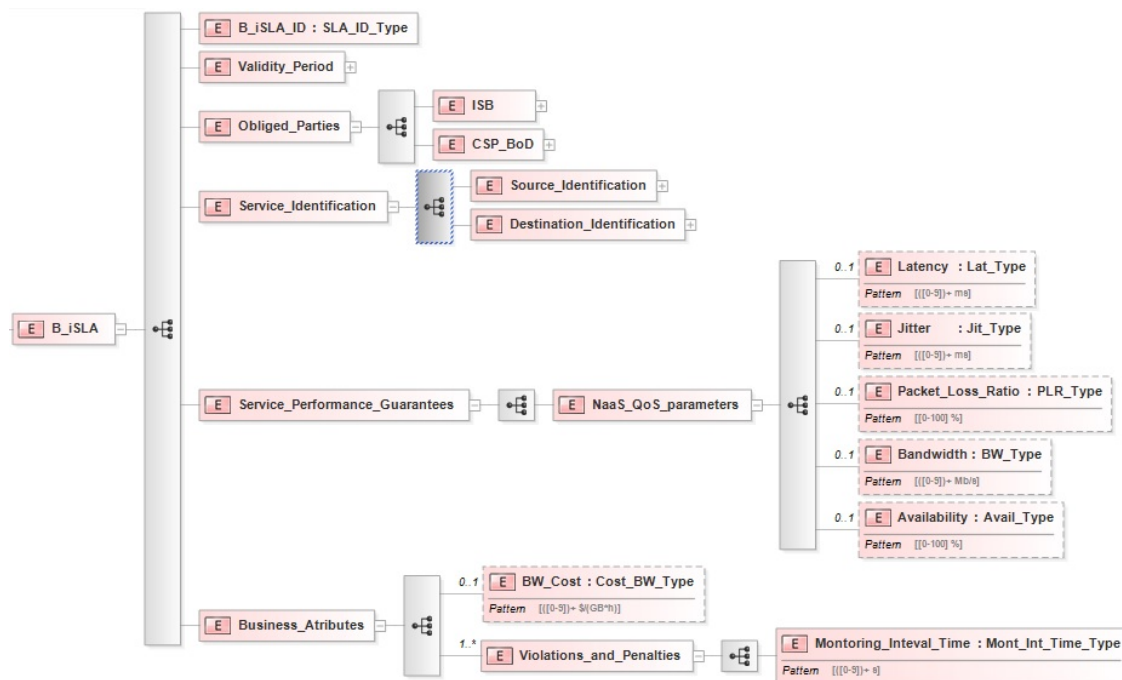 E B_iSLA_ID : SLA_ID_Type
E Validity_Period
E Obliged_Parties
E ISB
E CSP_BoD
E Service_Identification
E Source_Identification
E Destination_Identification
E B_iSLA
E Service_Performance_Guarantees
E NaaS_QoS_parameters
0..1 E Latency : Lat_Type
Pattern [([0-9])+ ms]
0..1 E Jitter : Jit_Type
Pattern [([0-9])+ ms]
0..1 E Packet_Loss_Ratio : PLR_Type
Pattern [[0-100] %]
0..1 E Bandwidth : BW_Type
Pattern [([0-9])+ Mb/s]
0..1 E Availability : Avail_Type
Pattern [[0-100] %]
E Business_Atributes
0..1 E BW_Cost : Cost_BW_Type
Pattern [([0-9])+ $/(GB*h)]
1..* E Violations_and_Penalties
E Montoring_Inteval_Time : Mont_Int_Time_Type
Pattern [([0-9])+ s]